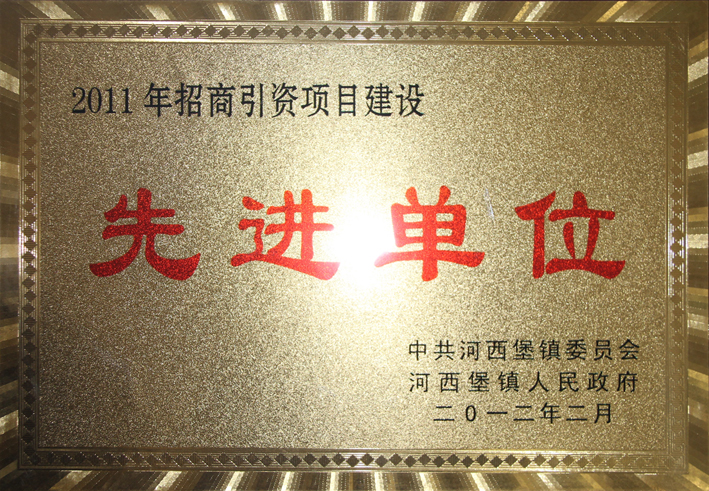 2011年招商引资项目建设
先进单位
中共河西堡镇委员会
河西堡镇人民政府
二0一二年二月